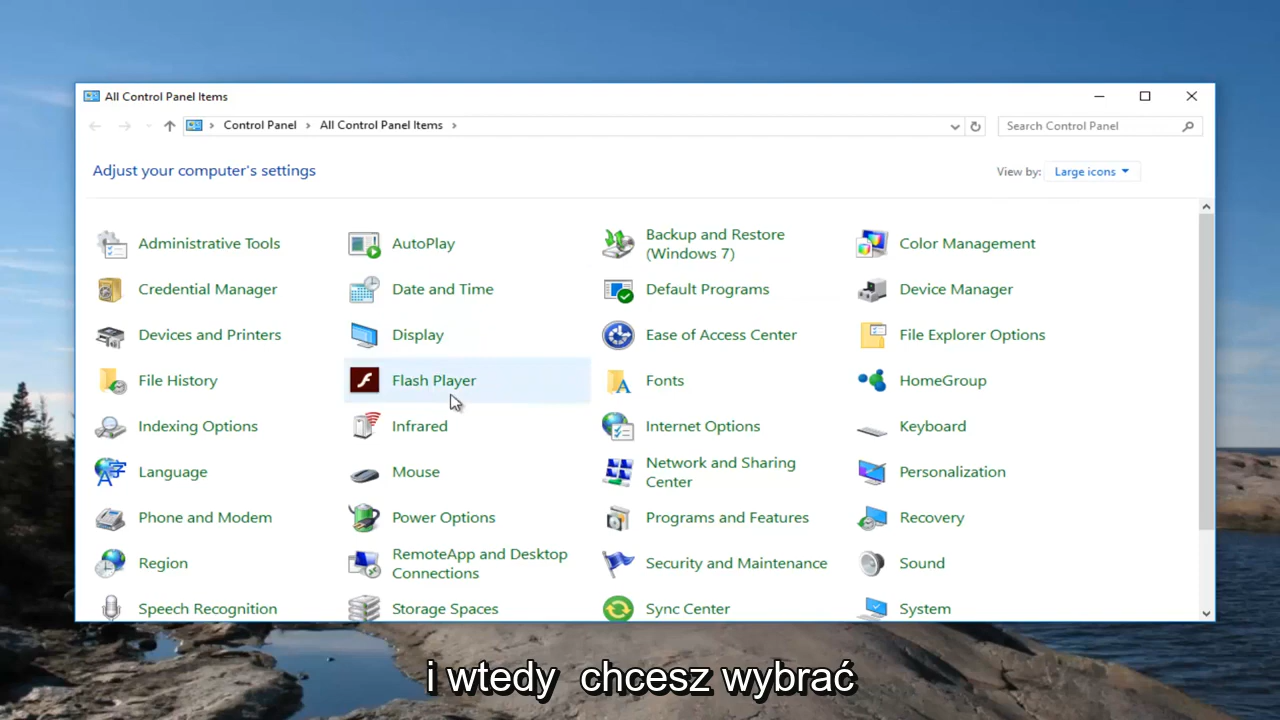 All Control Panel Items
Control Panel All Control Panel Items
Search Control Panel
Adjust your computer's settings
View by: Large icons
Administrative Tools
AutoPlay
Backup and Restore
(Windows 7)
Color Management
Credential Manager
Date and Time
Default Programs
Device Manager
Devices and Printers
Display
Ease of Access Center
File Explorer Options
File History
Flash Player
Fonts
HomeGroup
Indexing Options
Infrared
Internet Options
Keyboard
Language
Mouse
Network and Sharing
Center
Personalization
Phone and Modem
Power Options
Programs and Features
Recovery
Region
RemoteApp and Desktop
Connections
Security and Maintenance
Sound
Speech Recognition
Storage Spaces
Sync Center
System
i wtedy chcesz wybrać